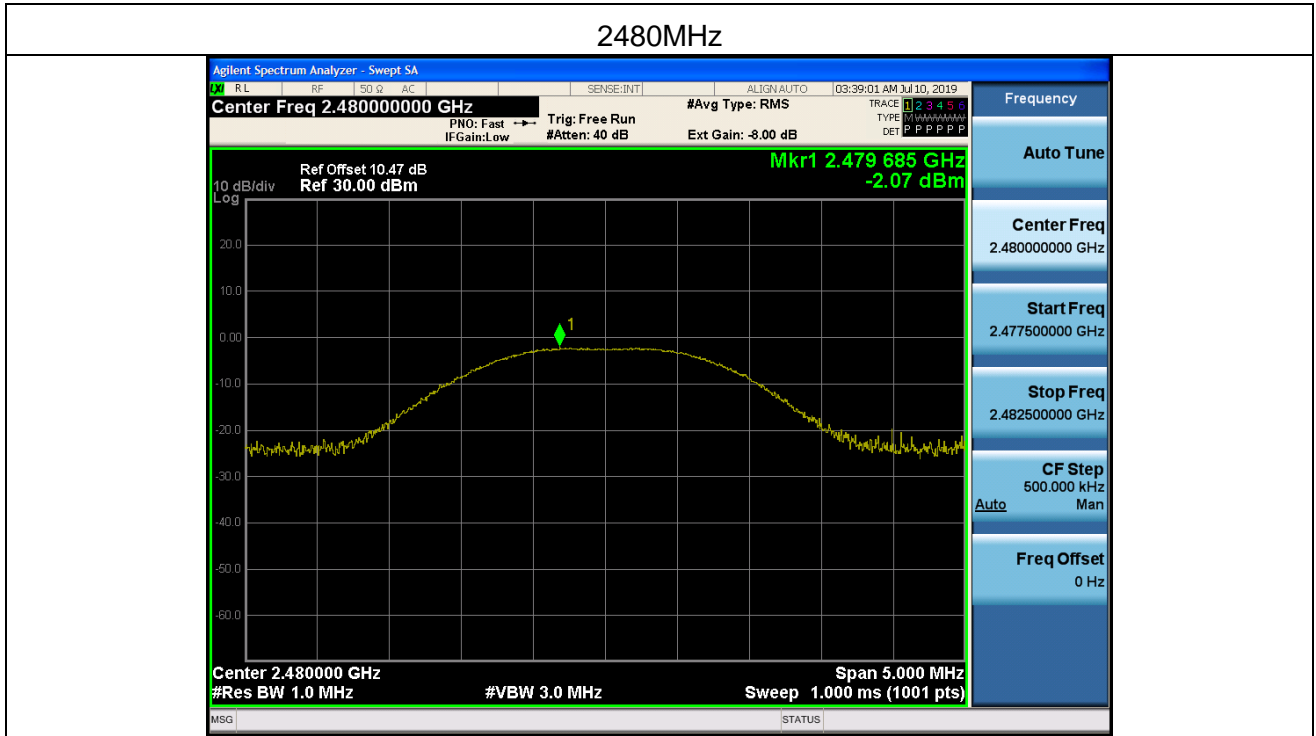 2480MHz
Agilent Spectrum Analyzer - Swept SA
LXI RL RF 50 Ω AC SENSE:INT ALIGN AUTO 03:39:01 AM Jul 10, 2019
Center Freq 2.480000000 GHz
PNO: Fast
IFGain:Low
Trig: Free Run
#Atten: 40 dB
#Avg Type: RMS
Ext Gain: -8.00 dB
TRACE 1 2 3 4 5 6
TYPE M WWWWW
DET P P P P P P
Frequency
Mkr1 2.479 685 GHz
-2.07 dBm
Ref Offset 10.47 dB
10 dB/div Ref 30.00 dBm
Log
20.0
10.0
0.00
-10.0
-20.0
-30.0
-40.0
-50.0
-60.0
1
Center 2.480000 GHz
Span 5.000 MHz
#Res BW 1.0 MHz
#VBW 3.0 MHz
Sweep 1.000 ms (1001 pts)
MSG
STATUS
Auto Tune
Center Freq
2.480000000 GHz
Start Freq
2.477500000 GHz
Stop Freq
2.482500000 GHz
CF Step
500.000 kHz
Auto Man
Freq Offset
0 Hz